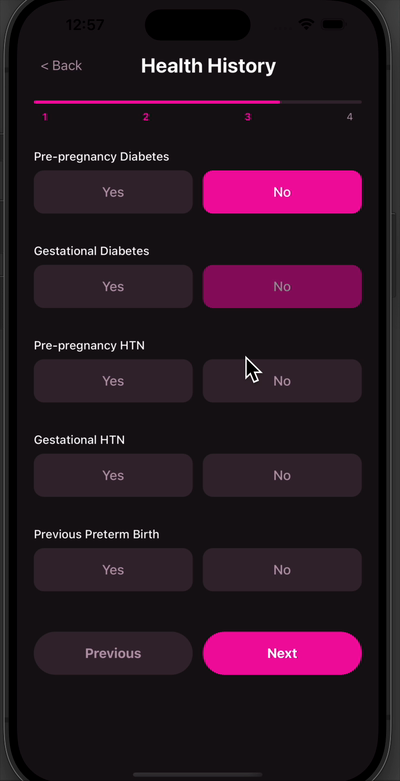 12:57
< Back
Health History
1 2 3 4
Pre-pregnancy Diabetes
Yes No
Gestational Diabetes
Yes No
Pre-pregnancy HTN
Yes No
Gestational HTN
Yes No
Previous Preterm Birth
Yes No
Previous Next